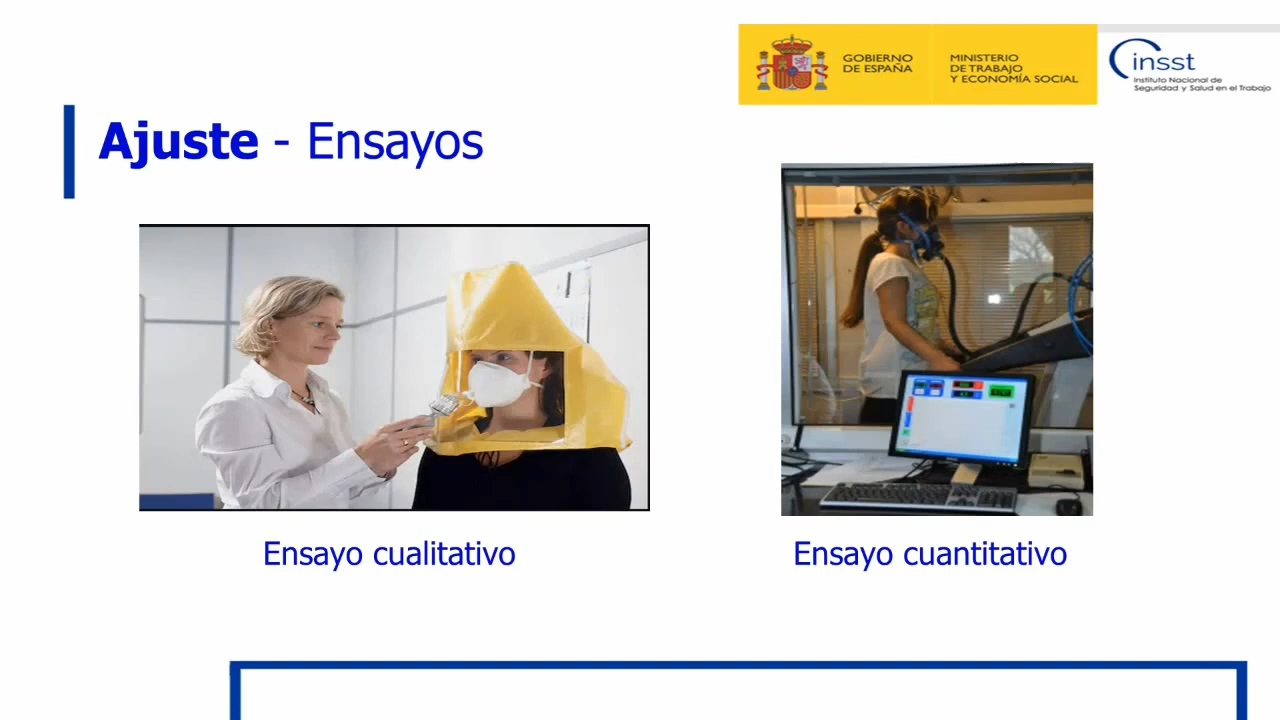 GOBIERNO
DE ESPAÑA
MINISTERIO
DE TRABAJO
Y ECONOMÍA SOCIAL
insst
Instituto Nacional de
Seguridad y Salud en el Trabajo
Ajuste - Ensayos
Ensayo cualitativo
Ensayo cuantitativo